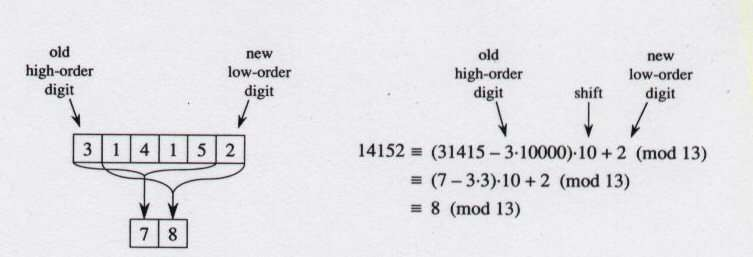 old
high-order
digit
new
low-order
digit
3 1 4 1 5 2
7 8
old
high-order
digit
shift
new
low-order
digit
14152 ≡ (31415 – 3·10000)·10 + 2 (mod 13)
≡ (7 – 3·3)·10 + 2 (mod 13)
≡ 8 (mod 13)